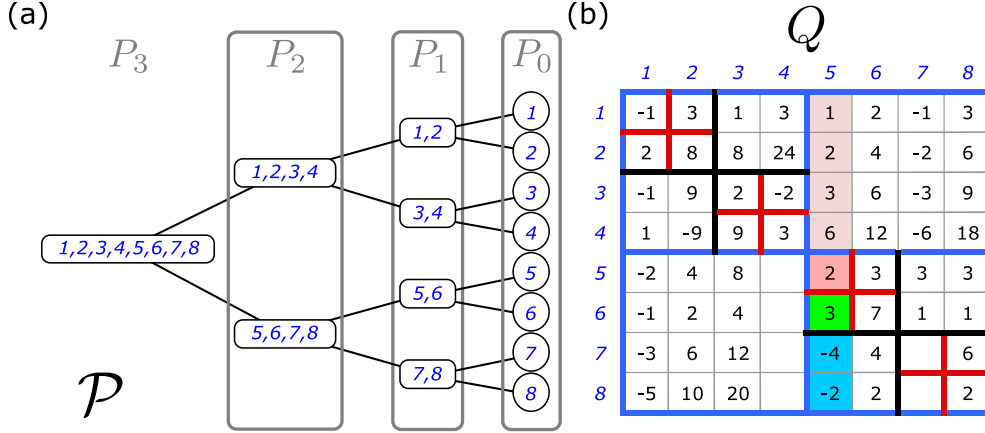 (a)
P3 P2 P1 P0
1,2,3,4,5,6,7,8
1,2,3,4
5,6,7,8
1,2
3,4
5,6
7,8
1
2
3
4
5
6
7
8
P
(b)
Q
1 2 3 4 5 6 7 8
1 -1 3 1 3 1 2 -1 3
2 2 8 8 24 2 4 -2 6
3 -1 9 2 -2 3 6 -3 9
4 1 -9 9 3 6 12 -6 18
5 -2 4 8 2 3 3 3
6 -1 2 4 3 7 1 1
7 -3 6 12 -4 4 6
8 -5 10 20 -2 2 2